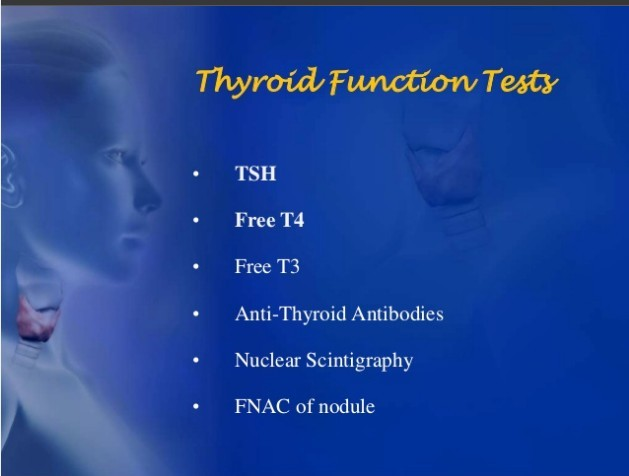 Thyroid Function Tests
• TSH
• Free T4
• Free T3
• Anti-Thyroid Antibodies
• Nuclear Scintigraphy
• FNAC of nodule